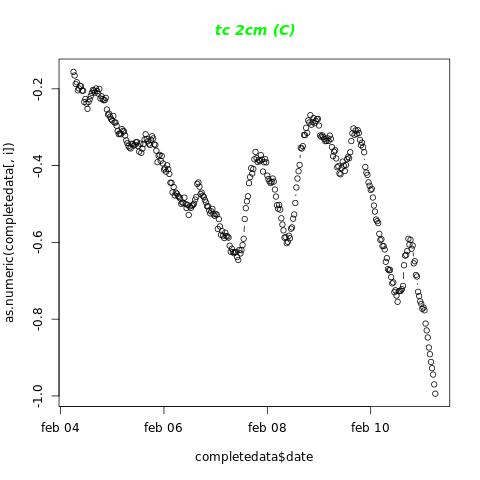 tc 2cm (C)
as.numeric(completedata[, i])
-0.2
-0.4
-0.6
-0.8
-1.0
feb 04 feb 06 feb 08 feb 10
completedata$date